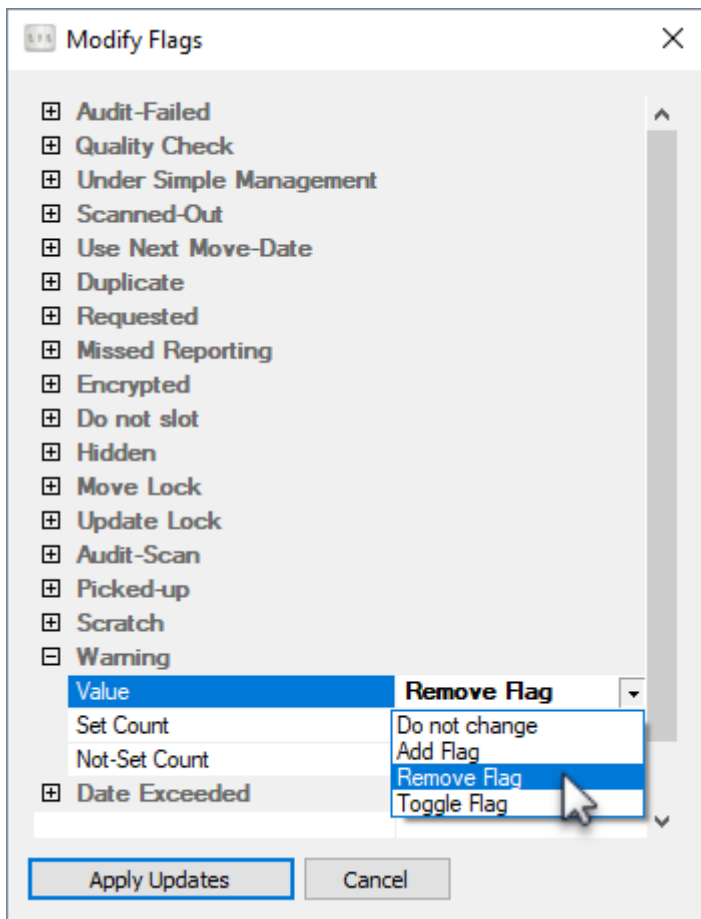 Modify Flags
Audit-Failed
Quality Check
Under Simple Management
Scanned-Out
Use Next Move-Date
Duplicate
Requested
Missed Reporting
Encrypted
Do not slot
Hidden
Move Lock
Update Lock
Audit-Scan
Picked-up
Scratch
Warning
Value Remove Flag
Set Count Do not change
Add Flag
Not-Set Count Remove Flag
Date Exceeded Toggle Flag
Apply Updates Cancel